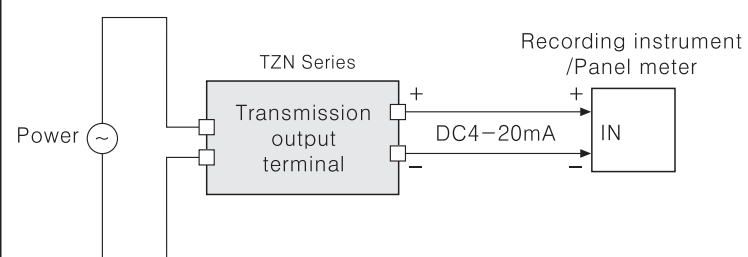 Recording instrument
/Panel meter
TZN Series
Transmission
output
terminal
+
+
Power
~
DC4−20mA
IN
−
−